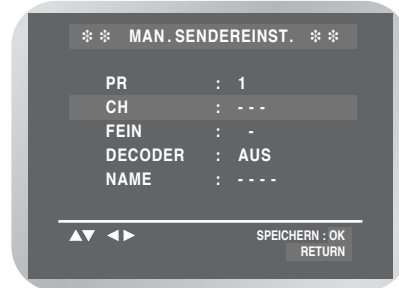 ❇ ❇ MAN.SENDEREINST. ❇ ❇
PR : 1
CH : - - -
FEIN : -
DECODER : AUS
NAME : - - - -
▲▼ ◀▶ SPEICHERN : OK
RETURN